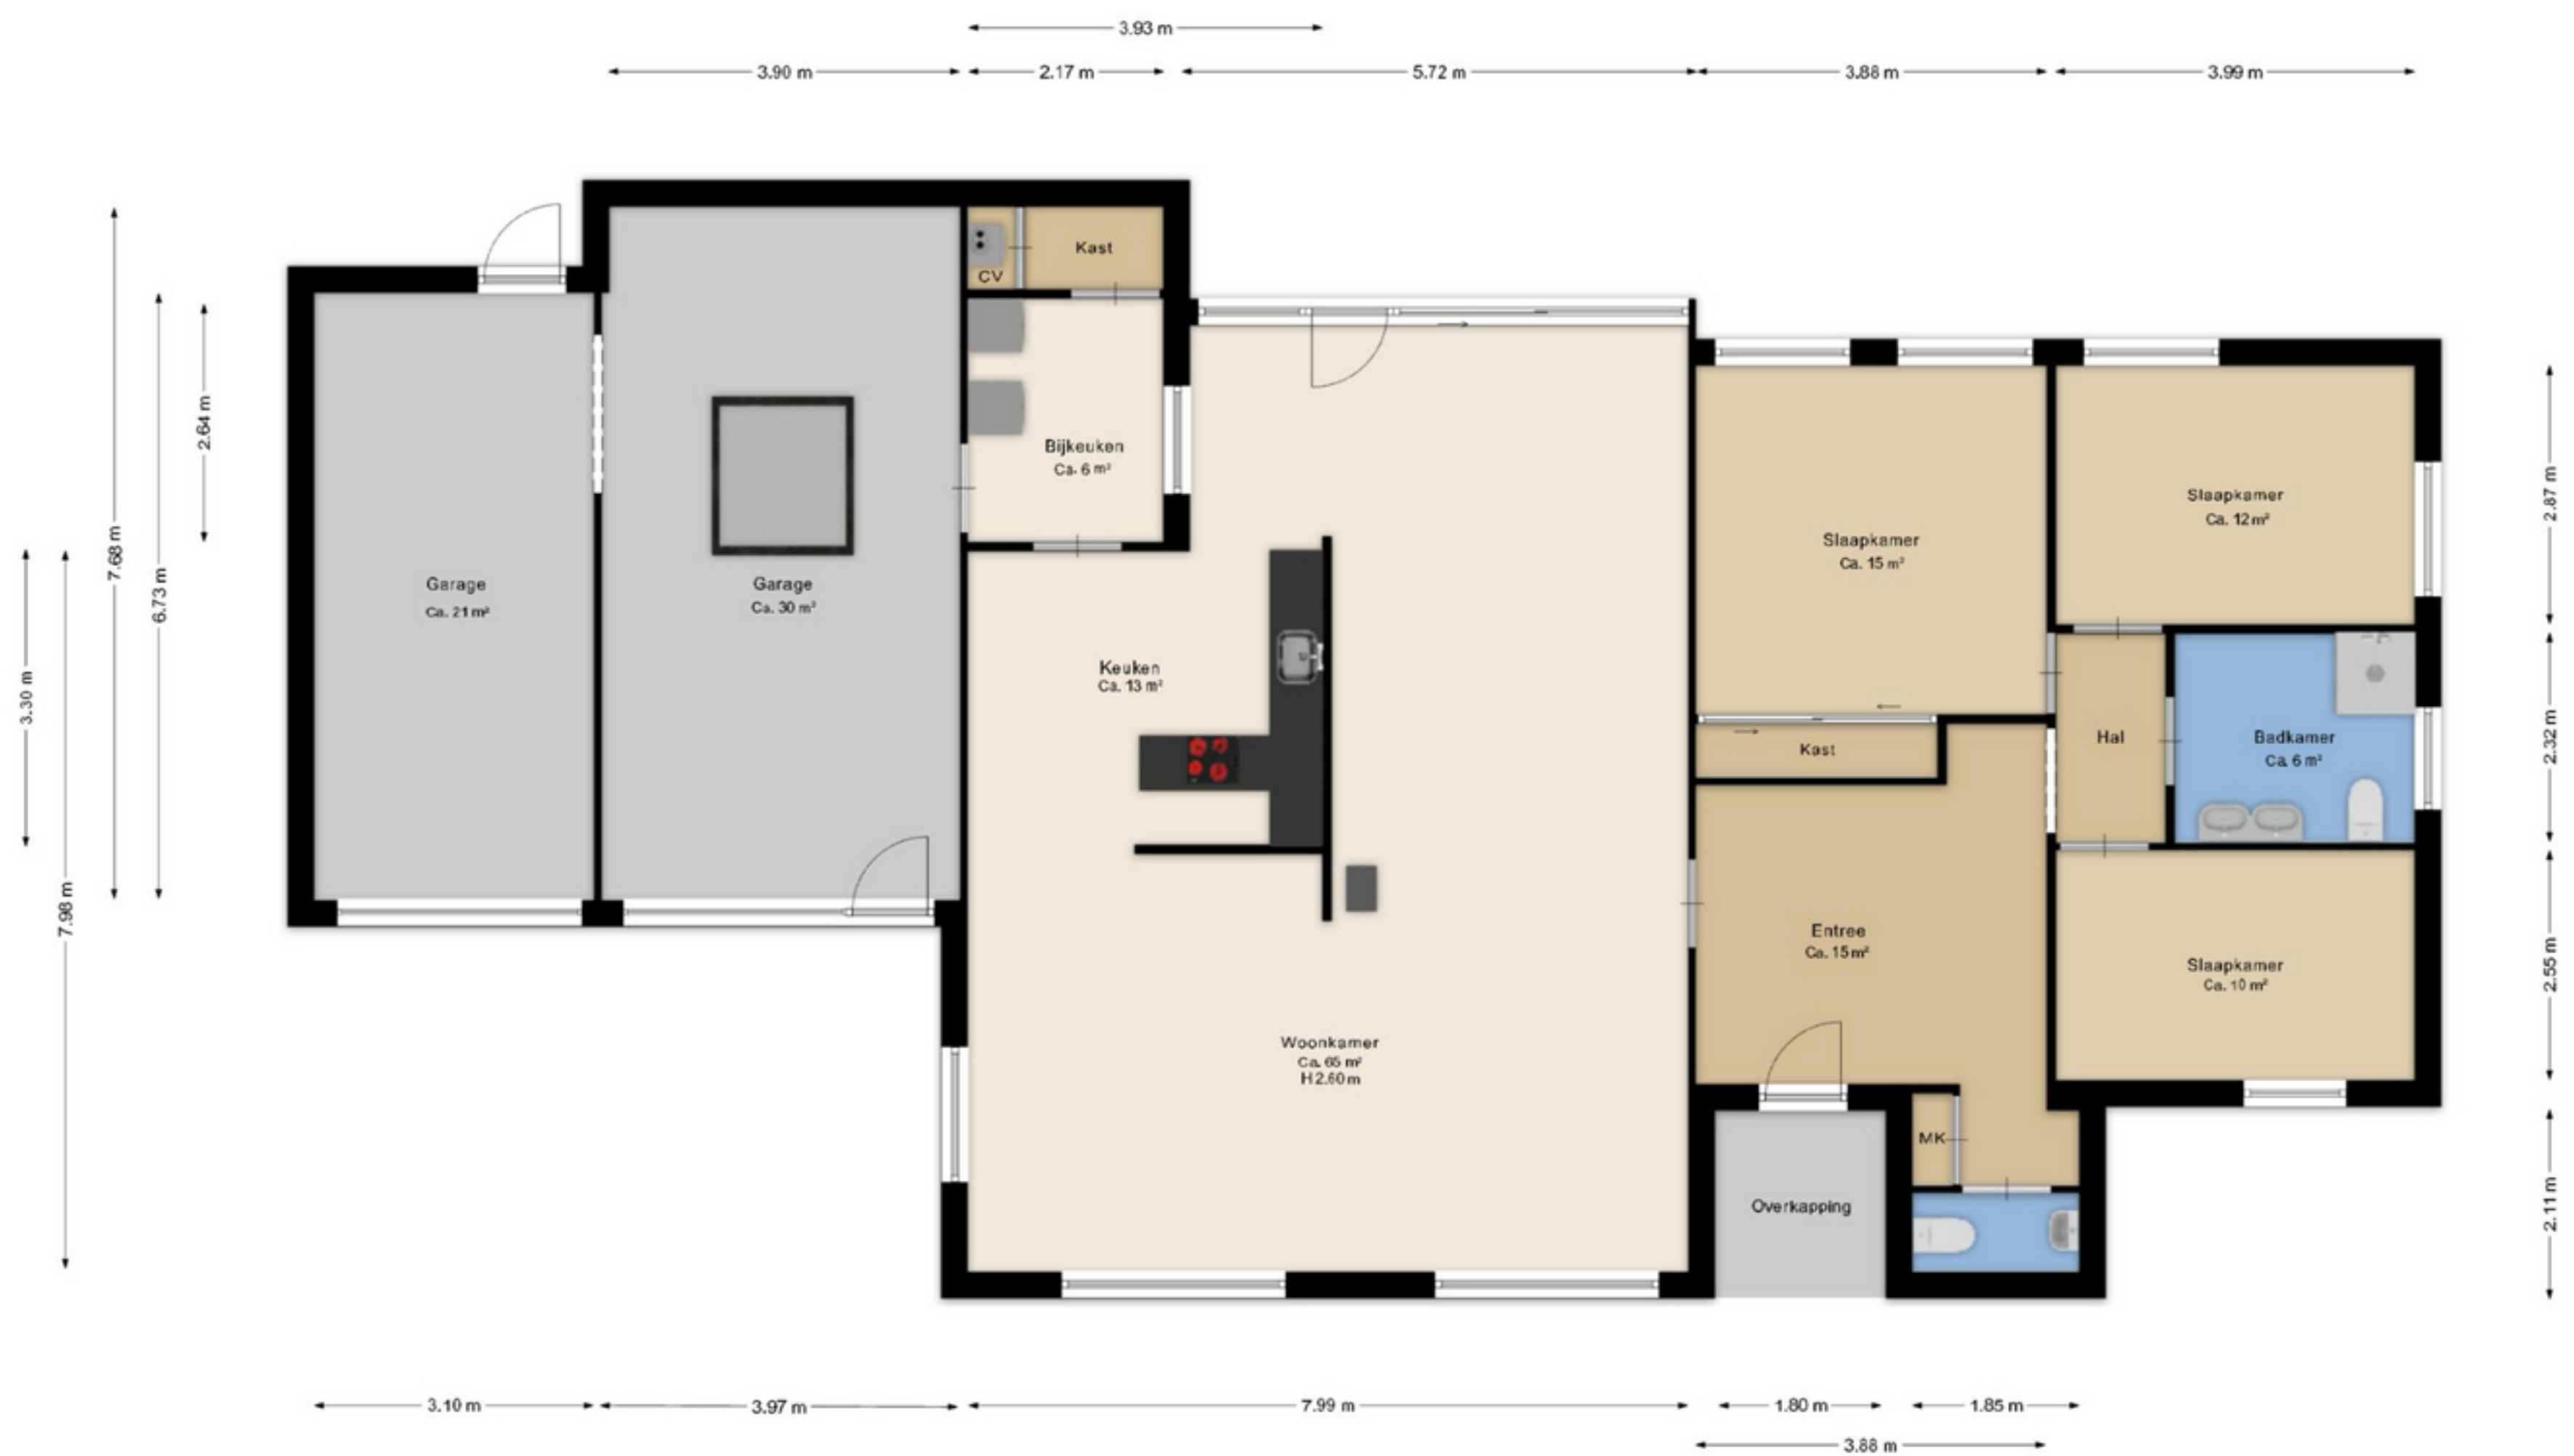 3.93 m
3.90 m
2.17 m
5.72 m
3.88 m
3.99 m
Kast
CV
Bijkeuken
Ca. 6 m²
Garage
Ca. 21 m²
Garage
Ca. 30 m²
Keuken
Ca. 13 m²
Slaapkamer
Ca. 15 m²
Slaapkamer
Ca. 12 m²
Kast
Hal
Badkamer
Ca. 6 m²
Entree
Ca. 15 m²
Slaapkamer
Ca. 10 m²
Woonkamer
Ca. 65 m²
H 2.60 m
MK
Overkapping
3.30 m
7.98 m
7.68 m
6.73 m
2.64 m
2.87 m
2.32 m
2.55 m
2.11 m
3.10 m
3.97 m
7.99 m
1.80 m
1.85 m
3.88 m